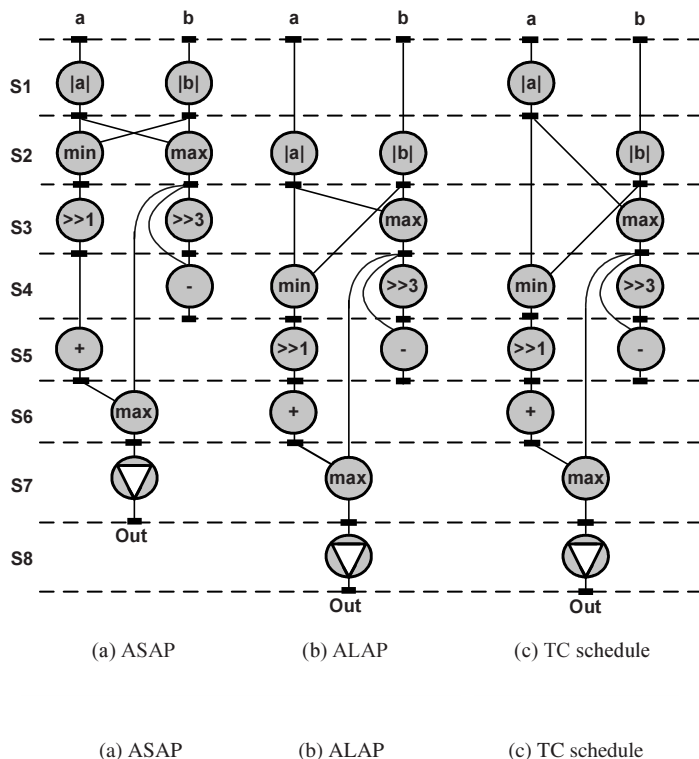 a b a b a b
S1 |a| |b| |a|
S2 min max |a| |b| |b|
S3 >>1 >>3 max max
S4 - min >>3 min >>3
S5 + >>1 - >>1 -
S6 max + +
S7 max max
Out
S8
Out Out
(a) ASAP (b) ALAP (c) TC schedule
(a) ASAP (b) ALAP (c) TC schedule